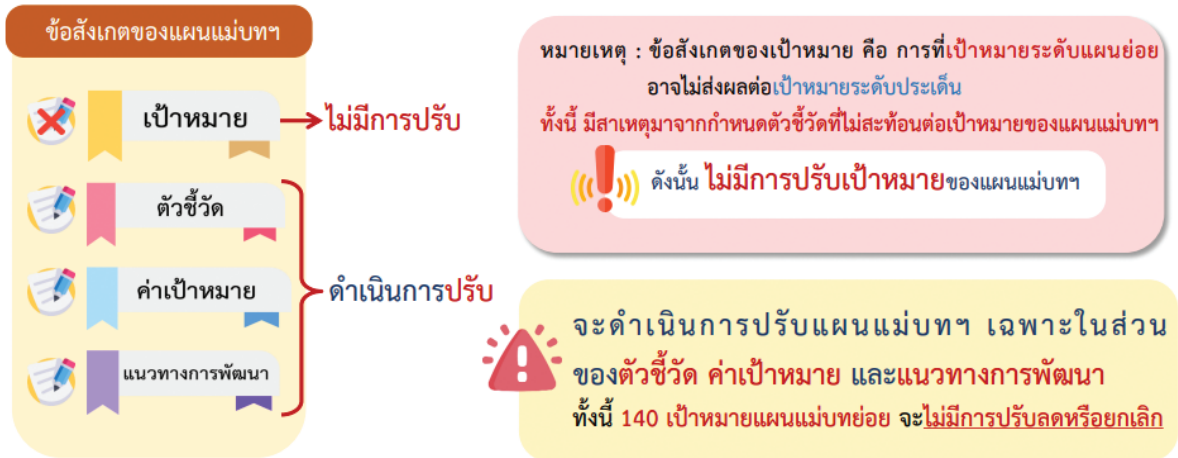 ข้อสังเกตของแผนแม่บทฯ
เป้าหมาย
ไม่มีการปรับ
ตัวชี้วัด
ค่าเป้าหมาย
แนวทางการพัฒนา
ดำเนินการปรับ
หมายเหตุ : ข้อสังเกตของเป้าหมาย คือ การที่เป้าหมายระดับแผนย่อย
อาจไม่ส่งผลต่อเป้าหมายระดับประเด็น
ทั้งนี้ มีสาเหตุมาจากกำหนดตัวชี้วัดที่ไม่สะท้อนต่อเป้าหมายของแผนแม่บทฯ
ดังนั้น ไม่มีการปรับเป้าหมายของแผนแม่บทฯ
จะดำเนินการปรับแผนแม่บทฯ เฉพาะในส่วน
ของตัวชี้วัด ค่าเป้าหมาย และแนวทางการพัฒนา
ทั้งนี้ 140 เป้าหมายแผนแม่บทย่อย จะไม่มีการปรับลดหรือยกเลิก